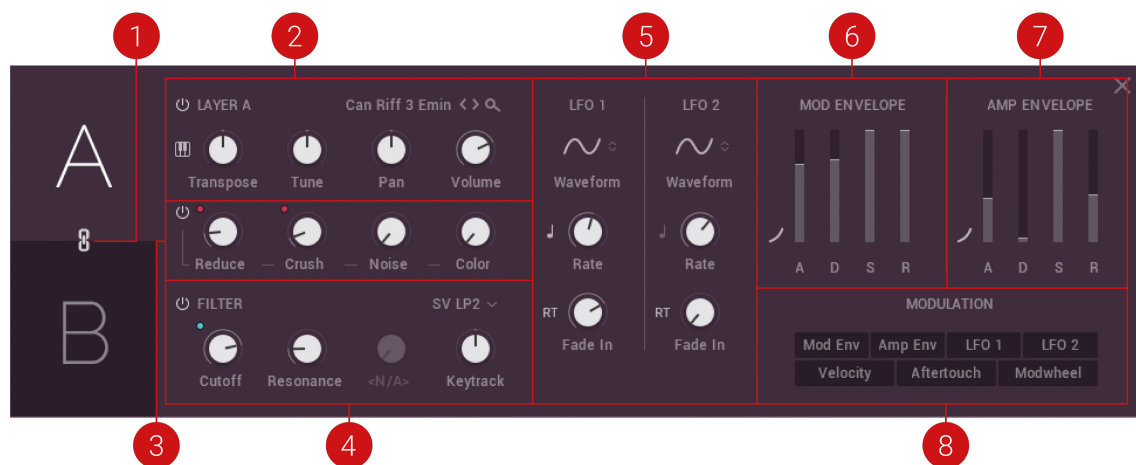 1 2 5 6 7
A
B
LAYER A Can Riff 3 Emin
Transpose Tune Pan Volume
Reduce Crush Noise Color
FILTER SV LP2
Cutoff Resonance <N/A> Keytrack
LFO 1 LFO 2
Waveform Waveform
Rate Rate
RT RT
Fade In Fade In
MOD ENVELOPE
A D S R
AMP ENVELOPE
A D S R
MODULATION
Mod Env Amp Env LFO 1 LFO 2
Velocity Aftertouch Modwheel
3 4 8